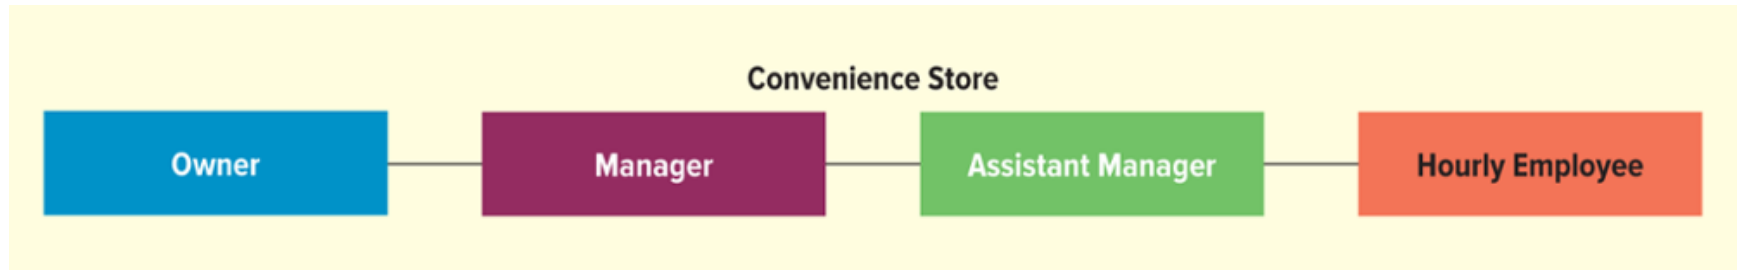 Convenience Store
Owner
Manager
Assistant Manager
Hourly Employee